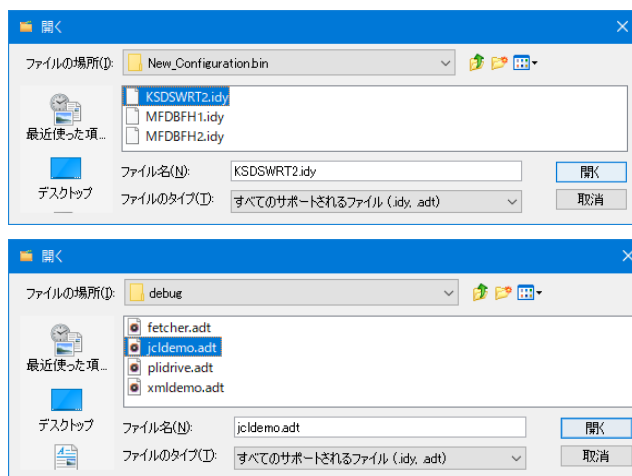 開く
ファイルの場所(I):
New_Configuration.bin
KSDSWRT2.idy
MFDBFH1.idy
MFDBFH2.idy
最近使った項...
デスクトップ
ファイル名(N):
KSDSWRT2.idy
開く
ファイルのタイプ(T):
すべてのサポートされるファイル (.idy, .adt)
取消
開く
ファイルの場所(I):
debug
fetcher.adt
jcldemo.adt
plidrive.adt
xmldemo.adt
最近使った項...
デスクトップ
ファイル名(N):
jcldemo.adt
開く
ファイルのタイプ(T):
すべてのサポートされるファイル (.idy, .adt)
取消